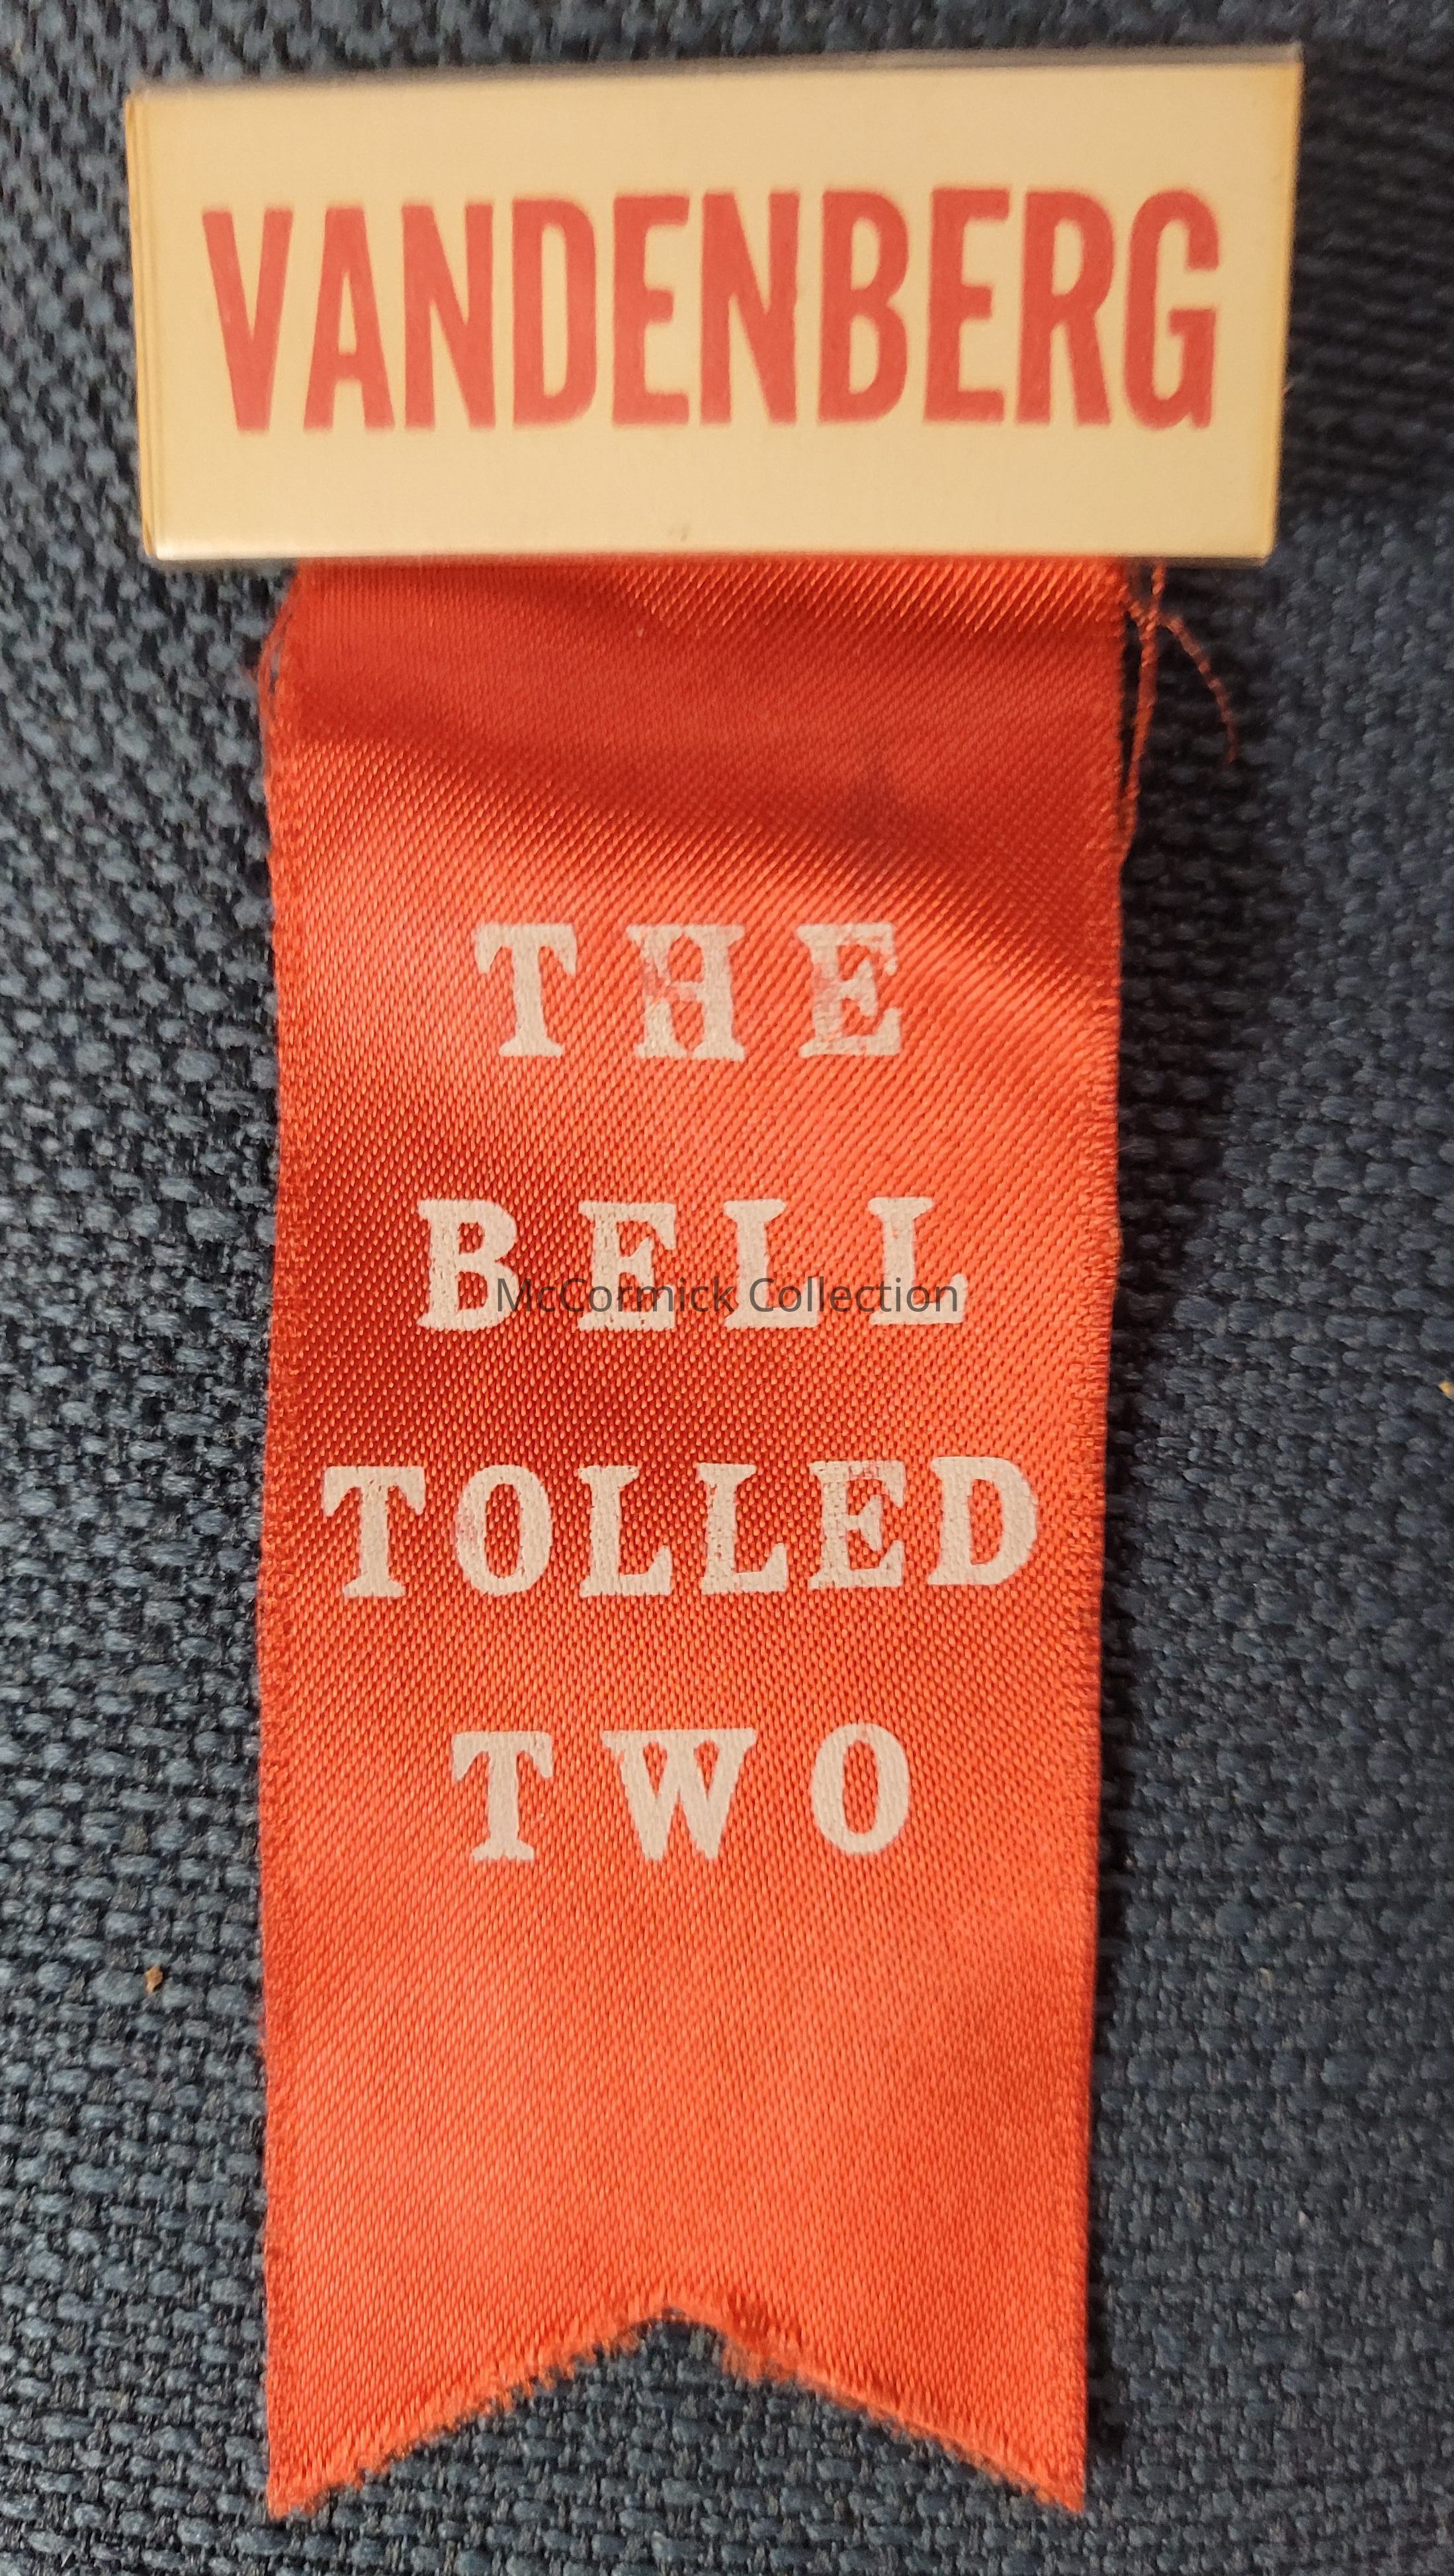 VANDENBERG
THE
BELL
McCormick Collection
TOLLED
TWO